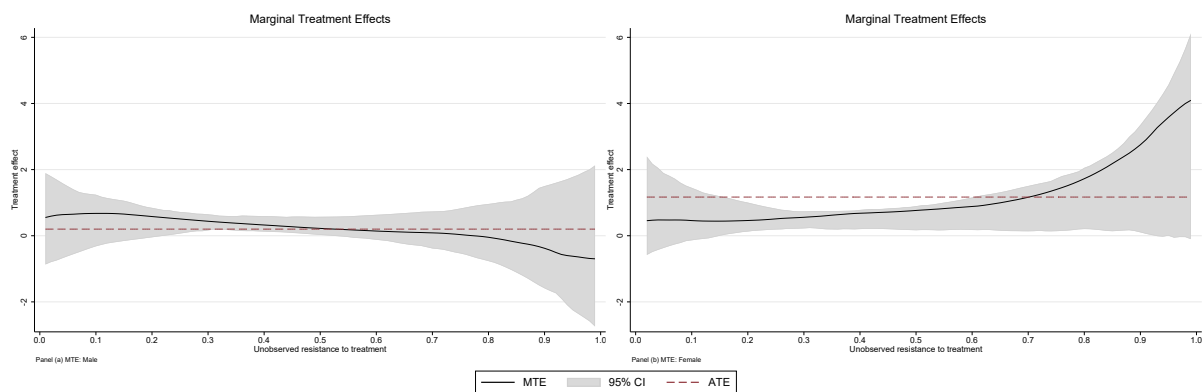 Marginal Treatment Effects
Treatment effect
6
4
2
0
-2
0.0 0.1 0.2 0.3 0.4 0.5 0.6 0.7 0.8 0.9 1.0
Unobserved resistance to treatment
Panel (a) MTE: Male
Marginal Treatment Effects
Treatment effect
6
4
2
0
-2
0.0 0.1 0.2 0.3 0.4 0.5 0.6 0.7 0.8 0.9 1.0
Unobserved resistance to treatment
Panel (b) MTE: Female
MTE 95% CI ATE